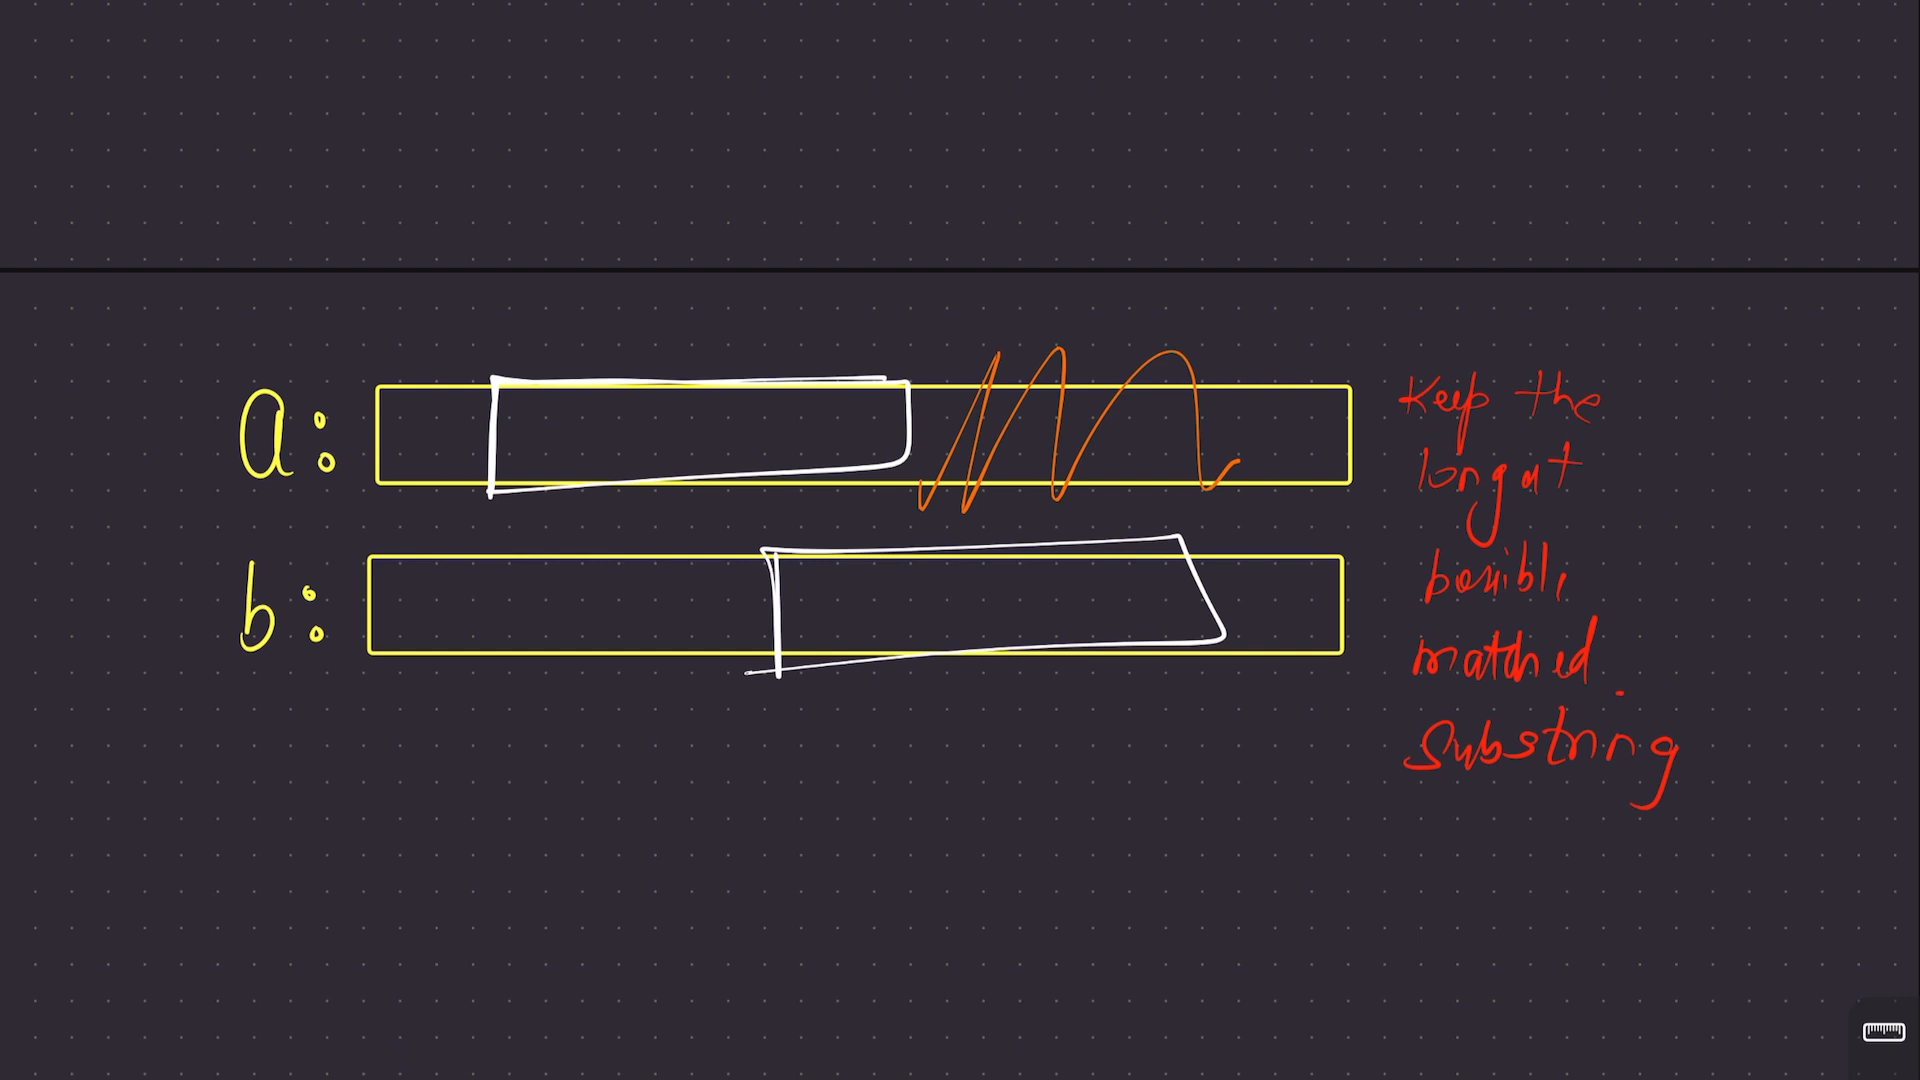 a:
b:
Keep the
longest
possible
matched
substring